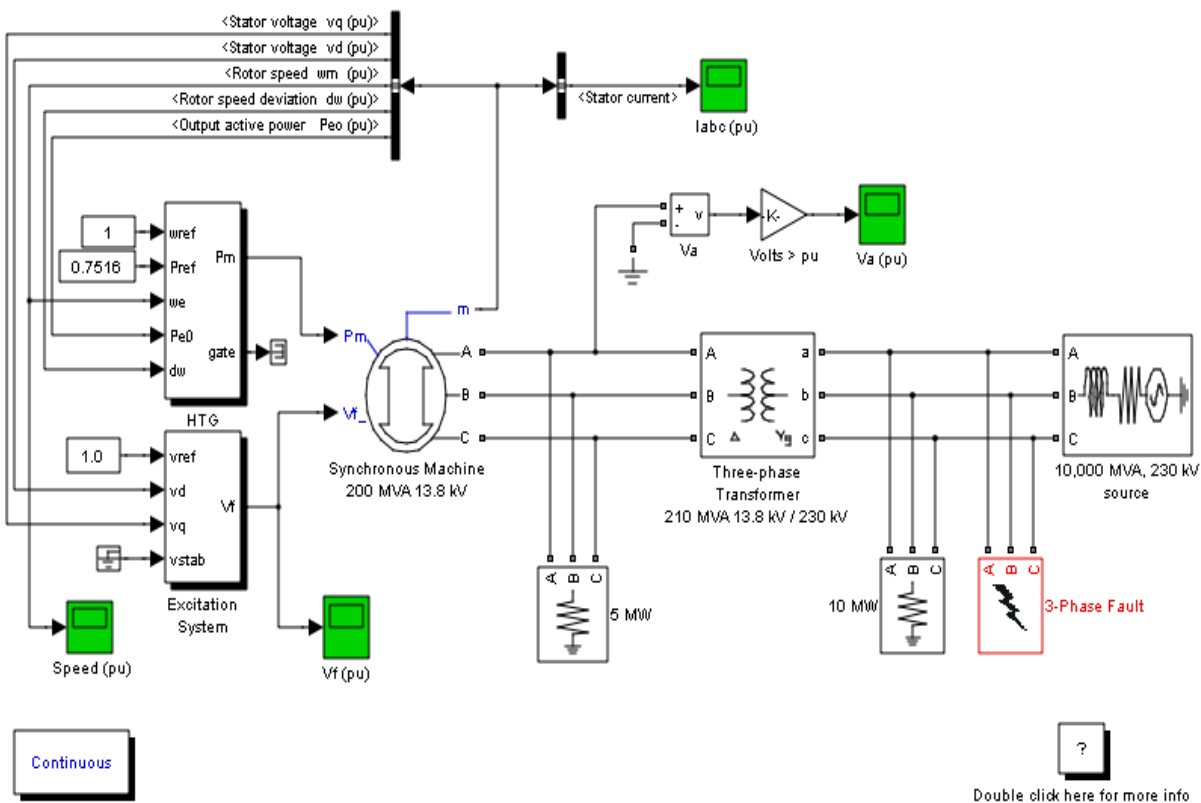 <Stator voltage vq (pu)>
<Stator voltage vd (pu)>
<Rotor speed wm (pu)>
<Rotor speed deviation dw (pu)>
<Output active power Peo (pu)>
<Stator current>
Iabc (pu)
+
-
v
Va
-K-
Volts > pu
Va (pu)
1
0.7516
wref
Pref
we
Pe0
dw
Pm
gate
HTG
1.0
vref
vd
vq
vstab
Vf
Excitation
System
Speed (pu)
Vf (pu)
m
Pm
Vf_
A
B
C
Synchronous Machine
200 MVA 13.8 kV
A
B
C
a
b
c
Δ
Yg
Three-phase
Transformer
210 MVA 13.8 kV / 230 kV
A
B
C
10,000 MVA, 230 kV
source
A
B
C
5 MW
A
B
C
10 MW
A
B
C
3-Phase Fault
Continuous
?
Double click here for more info